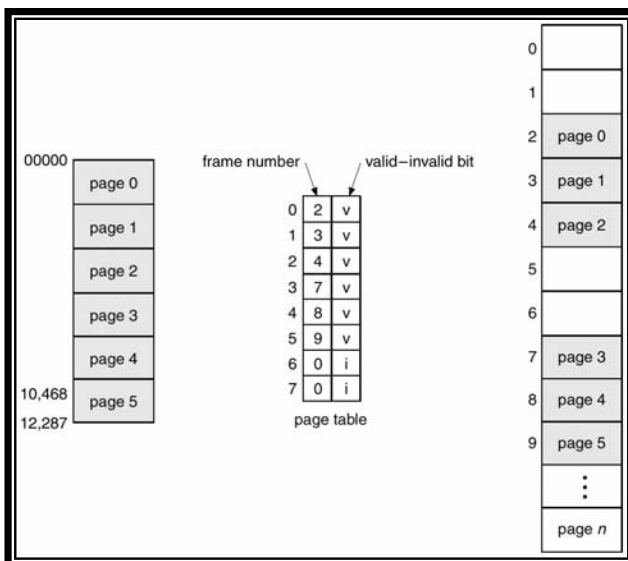 00000
page 0
page 1
page 2
page 3
page 4
10,468
page 5
12,287
frame number
valid–invalid bit
0 2 v
1 3 v
2 4 v
3 7 v
4 8 v
5 9 v
6 0 i
7 0 i
page table
0
1
2 page 0
3 page 1
4 page 2
5
6
7 page 3
8 page 4
9 page 5
⋮
page n